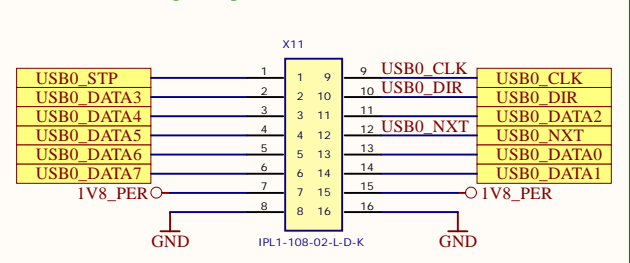 X11
USB0_STP 1 1 9 9 USB0_CLK USB0_CLK
USB0_DATA3 2 2 10 10 USB0_DIR USB0_DIR
USB0_DATA4 3 3 11 11 USB0_DATA2
USB0_DATA5 4 4 12 12 USB0_NXT USB0_NXT
USB0_DATA6 5 5 13 13 USB0_DATA0
USB0_DATA7 6 6 14 14 USB0_DATA1
1V8_PER 7 7 15 15 1V8_PER
8 8 16 16
GND IPL1-108-02-L-D-K GND